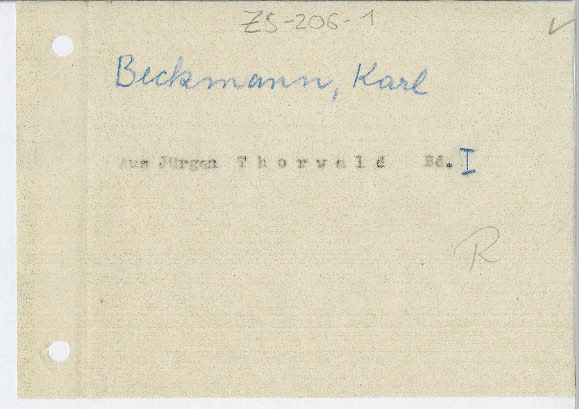 ZS-206-1
Beckmann, Karl
Aus Jürgen Thorwald Bd. I
R